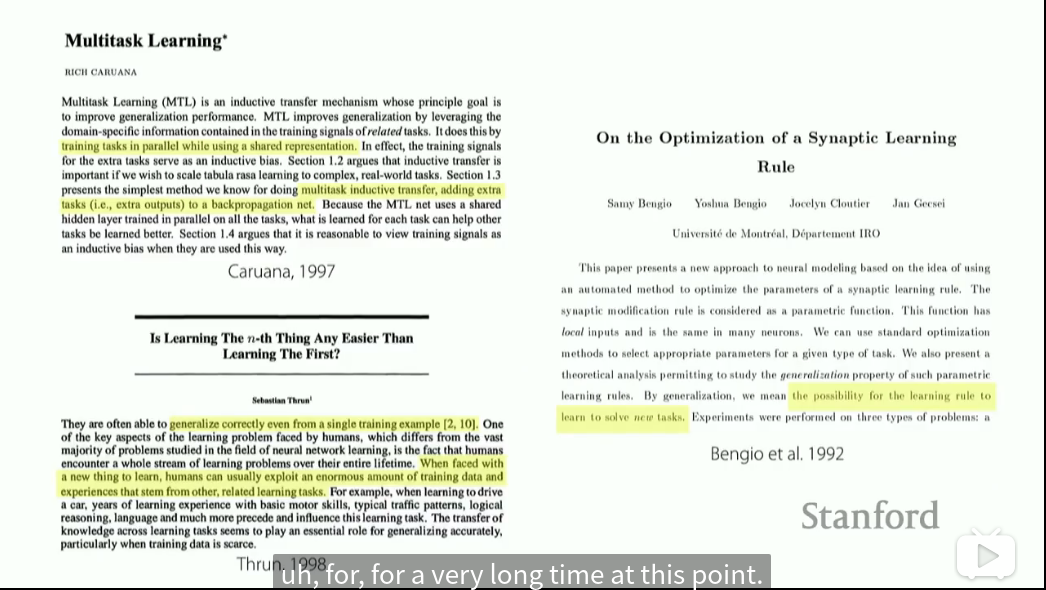 Multitask Learning*
RICH CARUANA
Multitask Learning (MTL) is an inductive transfer mechanism whose principle goal is
to improve generalization performance. MTL improves generalization by leveraging the
domain-specific information contained in the training signals of related tasks. It does this by
training tasks in parallel while using a shared representation. In effect, the training signals
for the extra tasks serve as an inductive bias. Section 1.2 argues that inductive transfer is
important if we wish to scale tabula rasa learning to complex, real-world tasks. Section 1.3
presents the simplest method we know for doing multitask inductive transfer, adding extra
tasks (i.e., extra outputs) to a backpropagation net. Because the MTL net uses a shared
hidden layer trained in parallel on all the tasks, what is learned for each task can help other
tasks be learned better. Section 1.4 argues that it is reasonable to view training signals as
an inductive bias when they are used this way.
Caruana, 1997
Is Learning The n-th Thing Any Easier Than
Learning The First?
Sebastian Thrun¹
They are often able to generalize correctly even from a single training example [2, 10]. One
of the key aspects of the learning problem faced by humans, which differs from the vast
majority of problems studied in the field of neural network learning, is the fact that humans
encounter a whole stream of learning problems over their entire lifetime. When faced with
a new thing to learn, humans can usually exploit an enormous amount of training data and
experiences that stem from other, related learning tasks. For example, when learning to drive
a car, years of learning experience with basic motor skills, typical traffic patterns, logical
reasoning, language and much more precede and influence this learning task. The transfer of
knowledge across learning tasks seems to play an essential role for generalizing accurately,
particularly when training data is scarce.
Thrun, 1998
On the Optimization of a Synaptic Learning
Rule
Samy Bengio Yoshua Bengio Jocelyn Cloutier Jan Gecsei
Université de Montréal, Département IRO
This paper presents a new approach to neural modeling based on the idea of using
an automated method to optimize the parameters of a synaptic learning rule. The
synaptic modification rule is considered as a parametric function. This function has
local inputs and is the same in many neurons. We can use standard optimization
methods to select appropriate parameters for a given type of task. We also present a
theoretical analysis permitting to study the generalization property of such parametric
learning rules. By generalization, we mean the possibility for the learning rule to
learn to solve new tasks. Experiments were performed on three types of problems: a
Bengio et al. 1992
Stanford
uh, for, for a very long time at this point.